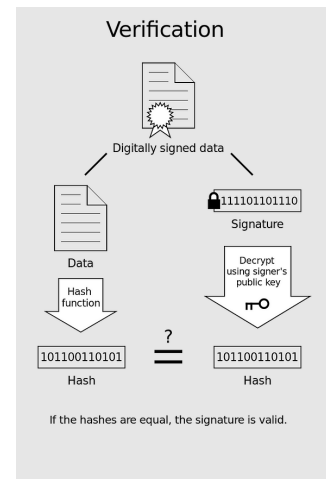 Verification
Digitally signed data
111101101110
Signature
Data
Hash
function
Decrypt
using signer's
public key
?
101100110101
101100110101
Hash
Hash
If the hashes are equal, the signature is valid.